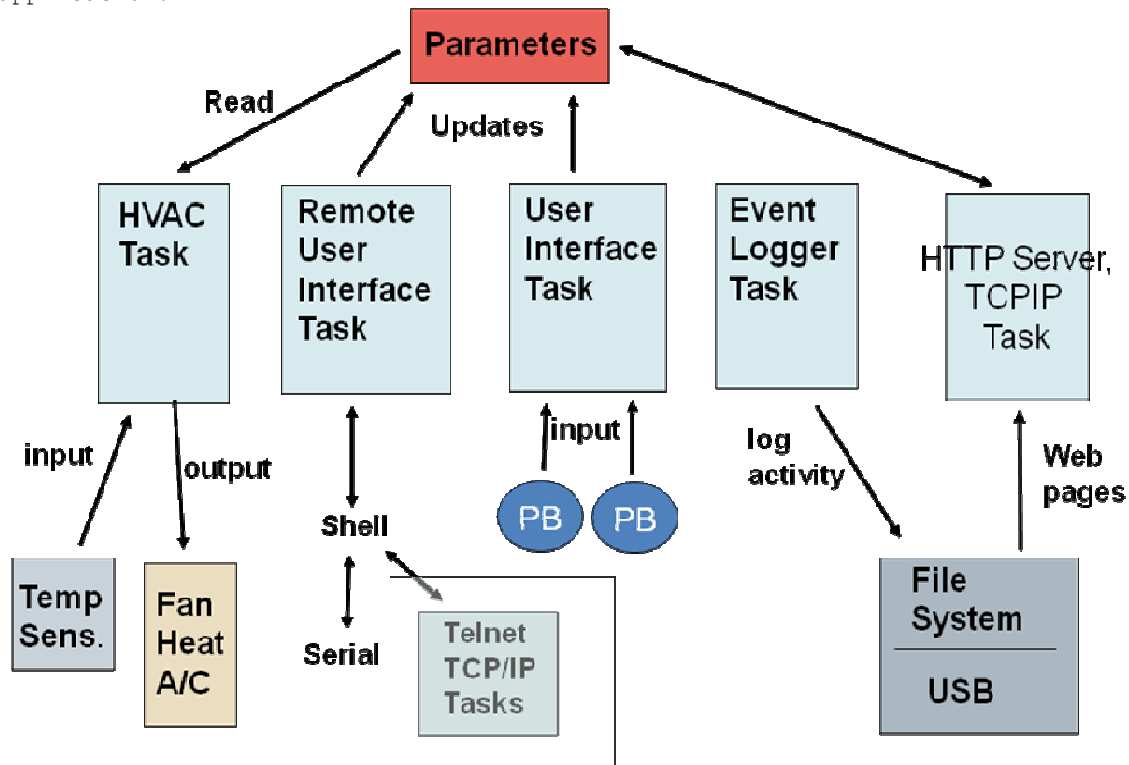 Parameters
Read
Updates
HVAC
Task
Remote
User
Interface
Task
User
Interface
Task
Event
Logger
Task
HTTP Server,
TCPIP
Task
input
output
input
log
activity
Web
pages
PB
PB
Shell
Serial
Temp
Sens.
Fan
Heat
A/C
Telnet
TCP/IP
Tasks
File
System
USB